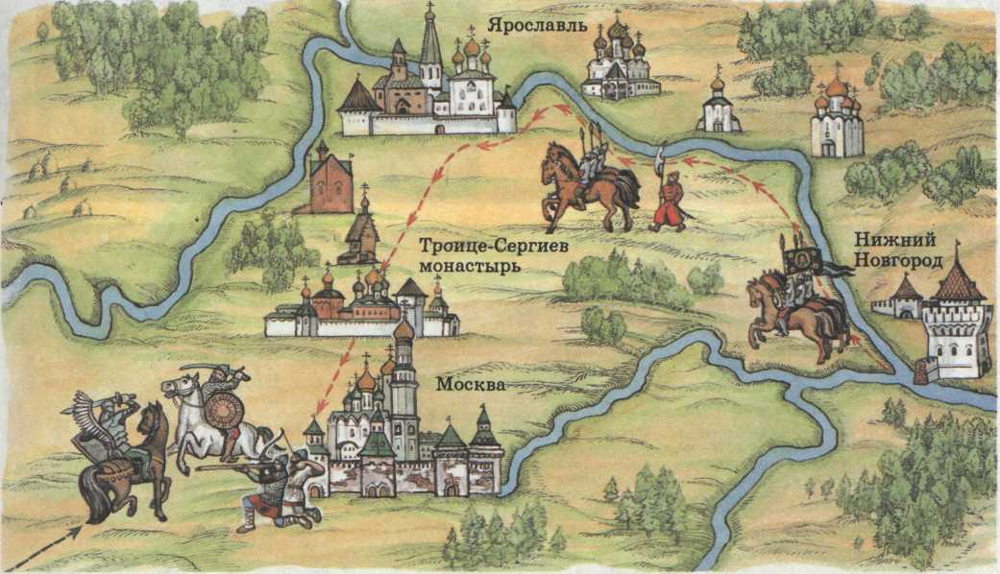 Ярославль
Троице-Сергиев
монастырь
Нижний
Новгород
Москва